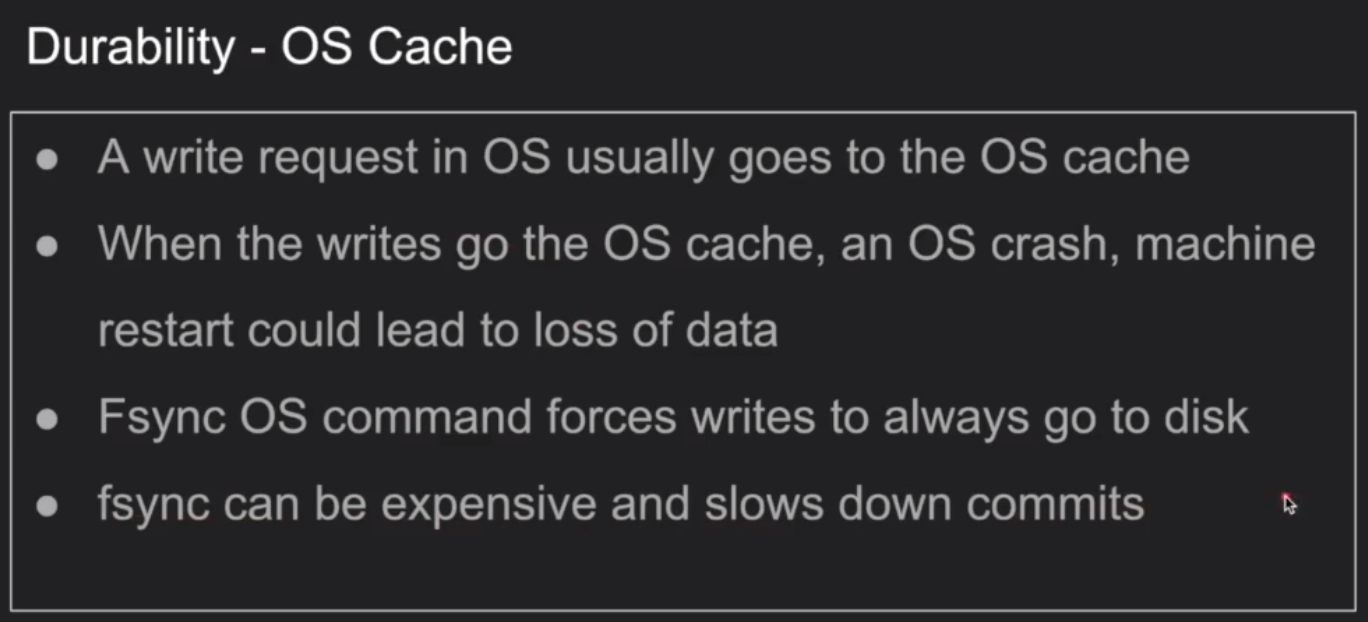 Durability - OS Cache
● A write request in OS usually goes to the OS cache
● When the writes go the OS cache, an OS crash, machine
restart could lead to loss of data
● Fsync OS command forces writes to always go to disk
● fsync can be expensive and slows down commits